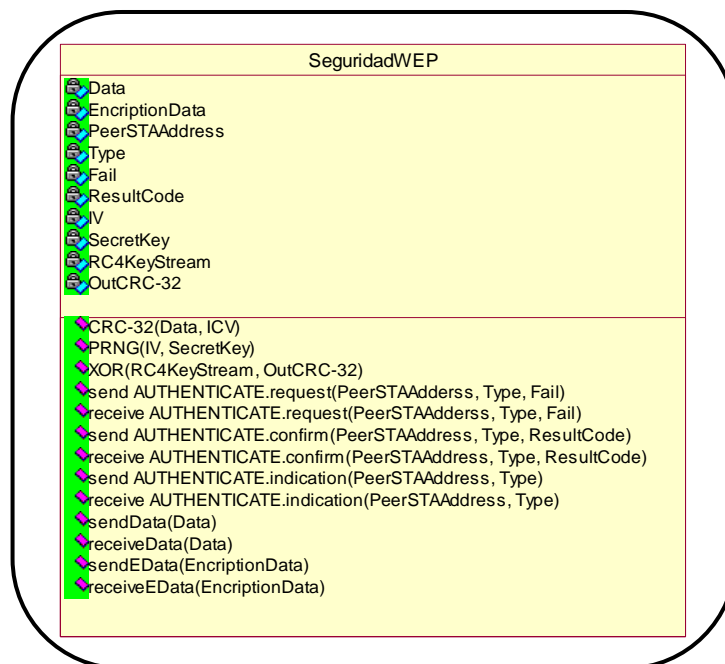 SeguridadWEP
Data
EncriptionData
PeerSTAAddress
Type
Fail
ResultCode
IV
SecretKey
RC4KeyStream
OutCRC-32
CRC-32(Data, ICV)
PRNG(IV, SecretKey)
XOR(RC4KeyStream, OutCRC-32)
send AUTHENTICATE.request(PeerSTAAdderss, Type, Fail)
receive AUTHENTICATE.request(PeerSTAAdderss, Type, Fail)
send AUTHENTICATE.confirm(PeerSTAAddress, Type, ResultCode)
receive AUTHENTICATE.confirm(PeerSTAAddress, Type, ResultCode)
send AUTHENTICATE.indication(PeerSTAAddress, Type)
receive AUTHENTICATE.indication(PeerSTAAddress, Type)
sendData(Data)
receiveData(Data)
sendEData(EncriptionData)
receiveEData(EncriptionData)